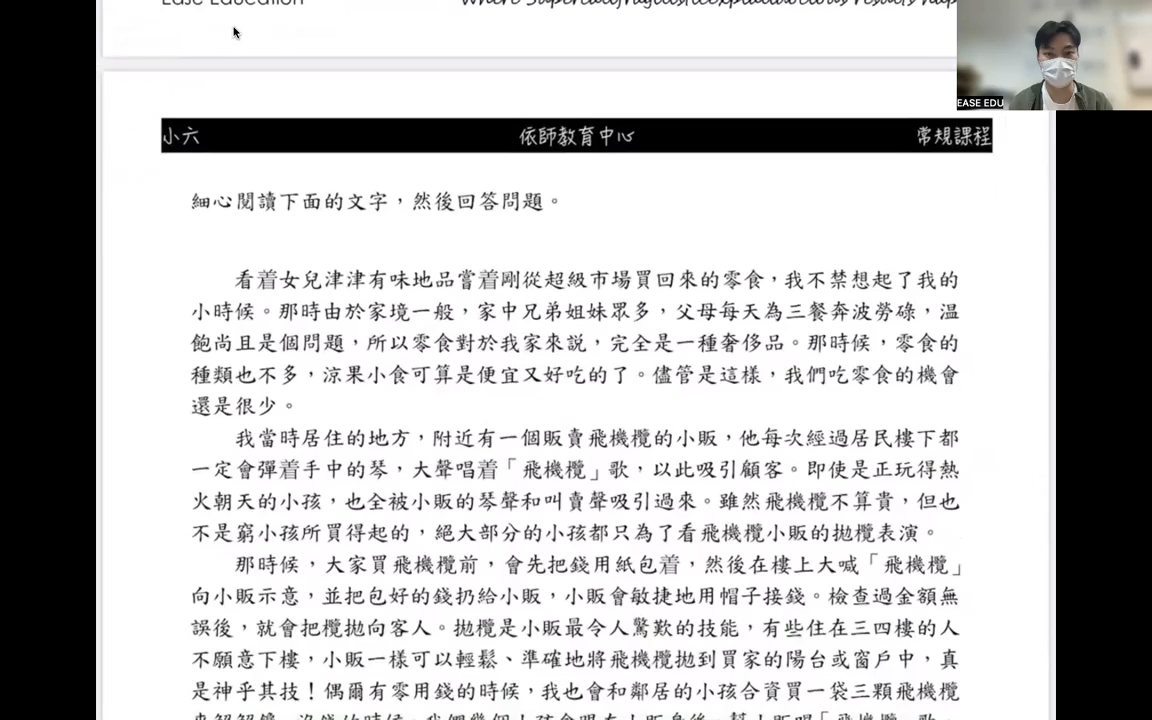 Ease Education
Where Supercalifragilisticexpialidocious results hap
EASE EDU
小六 依師教育中心 常規課程
細心閱讀下面的文字，然後回答問題。
看着女兒津津有味地品嘗着剛從超級市場買回來的零食，我不禁想起了我的
小時候。那時由於家境一般，家中兄弟姐妹眾多，父母每天為三餐奔波勞碌，温
飽尚且是個問題，所以零食對於我家來説，完全是一種奢侈品。那時候，零食的
種類也不多，涼果小食可算是便宜又好吃的了。儘管是這樣，我們吃零食的機會
還是很少。
我當時居住的地方，附近有一個販賣飛機欖的小販，他每次經過居民樓下都
一定會彈着手中的琴，大聲唱着「飛機欖」歌，以此吸引顧客。即使是正玩得熱
火朝天的小孩，也全被小販的琴聲和叫賣聲吸引過來。雖然飛機欖不算貴，但也
不是窮小孩所買得起的，絕大部分的小孩都只為了看飛機欖小販的拋欖表演。
那時候，大家買飛機欖前，會先把錢用紙包着，然後在樓上大喊「飛機欖」
向小販示意，並把包好的錢扔給小販，小販會敏捷地用帽子接錢。檢查過金額無
誤後，就會把欖拋向客人。拋欖是小販最令人驚歎的技能，有些住在三四樓的人
不願意下樓，小販一樣可以輕鬆、準確地將飛機欖拋到買家的陽台或窗戶中，真
是神乎其技！偶爾有零用錢的時候，我也會和鄰居的小孩合資買一袋三顆飛機欖